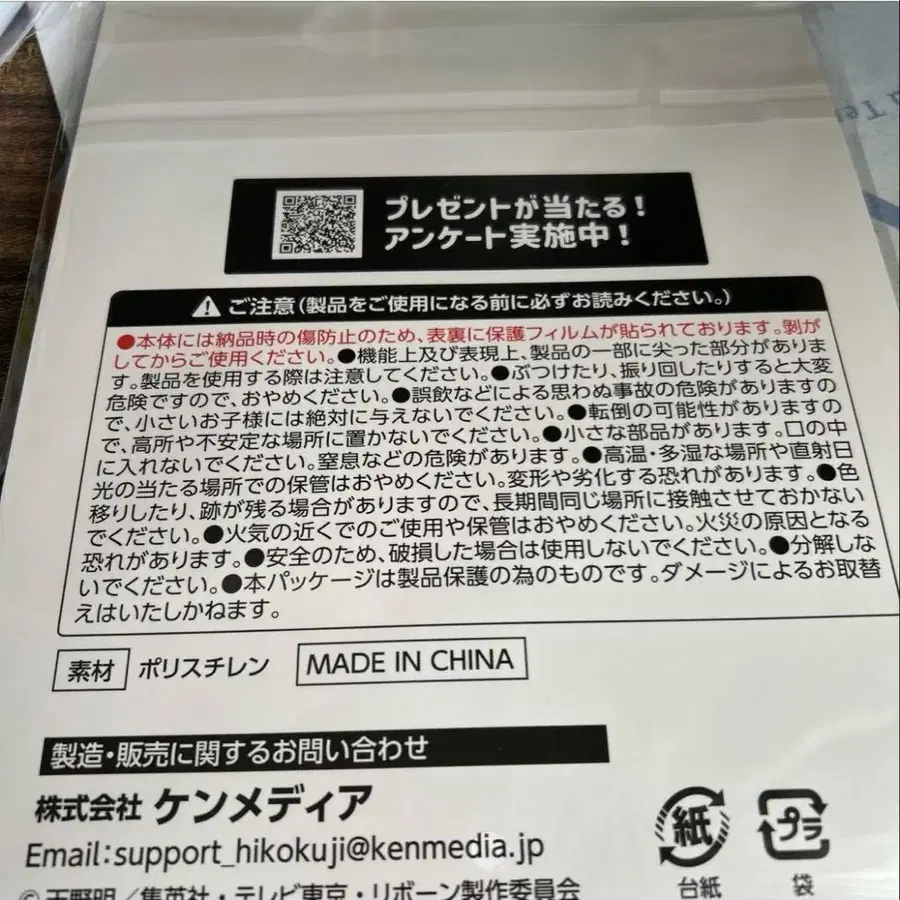 プレゼントが当たる!
アンケート実施中!
ご注意(製品をご使用になる前に必ずお読みください。)
●本体には納品時の傷防止のため、表裏に保護フィルムが貼られております。剝が
してからご使用ください。●機能上及び表現上、製品の一部に尖った部分がありま
す。製品を使用する際は注意してください。●ぶつけたり、振り回したりすると大変
危険ですので、おやめください。●誤飲などによる思わぬ事故の危険がありますの
で、小さいお子様には絶対に与えないでください。●転倒の可能性がありますの
で、高所や不安定な場所に置かないでください。●小さな部品があります。口の中
に入れないでください。窒息などの危険があります。●高温・多湿な場所や直射日
光の当たる場所での保管はおやめください。変形や劣化する恐れがあります。●色
移りしたり、跡が残る場合がありますので、長期間同じ場所に接触させておかない
でください。●火気の近くでのご使用や保管はおやめください。火災の原因となる
恐れがあります。●安全のため、破損した場合は使用しないでください。●分解しな
いでください。●本パッケージは製品保護の為のものです。ダメージによるお取替
えはいたしかねます。
素材 ポリスチレン MADE IN CHINA
製造・販売に関するお問い合わせ
株式会社 ケンメディア
Email:support_hikokuji@kenmedia.jp
紙 プラ
台紙 袋
©天野明/集英社・テレビ東京・リボーン製作委員会